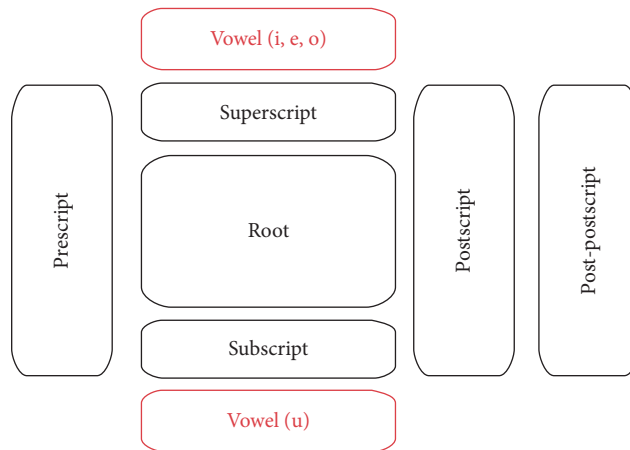 Vowel (i, e, o)
Superscript
Prescript
Root
Postscript
Post-postscript
Subscript
Vowel (u)